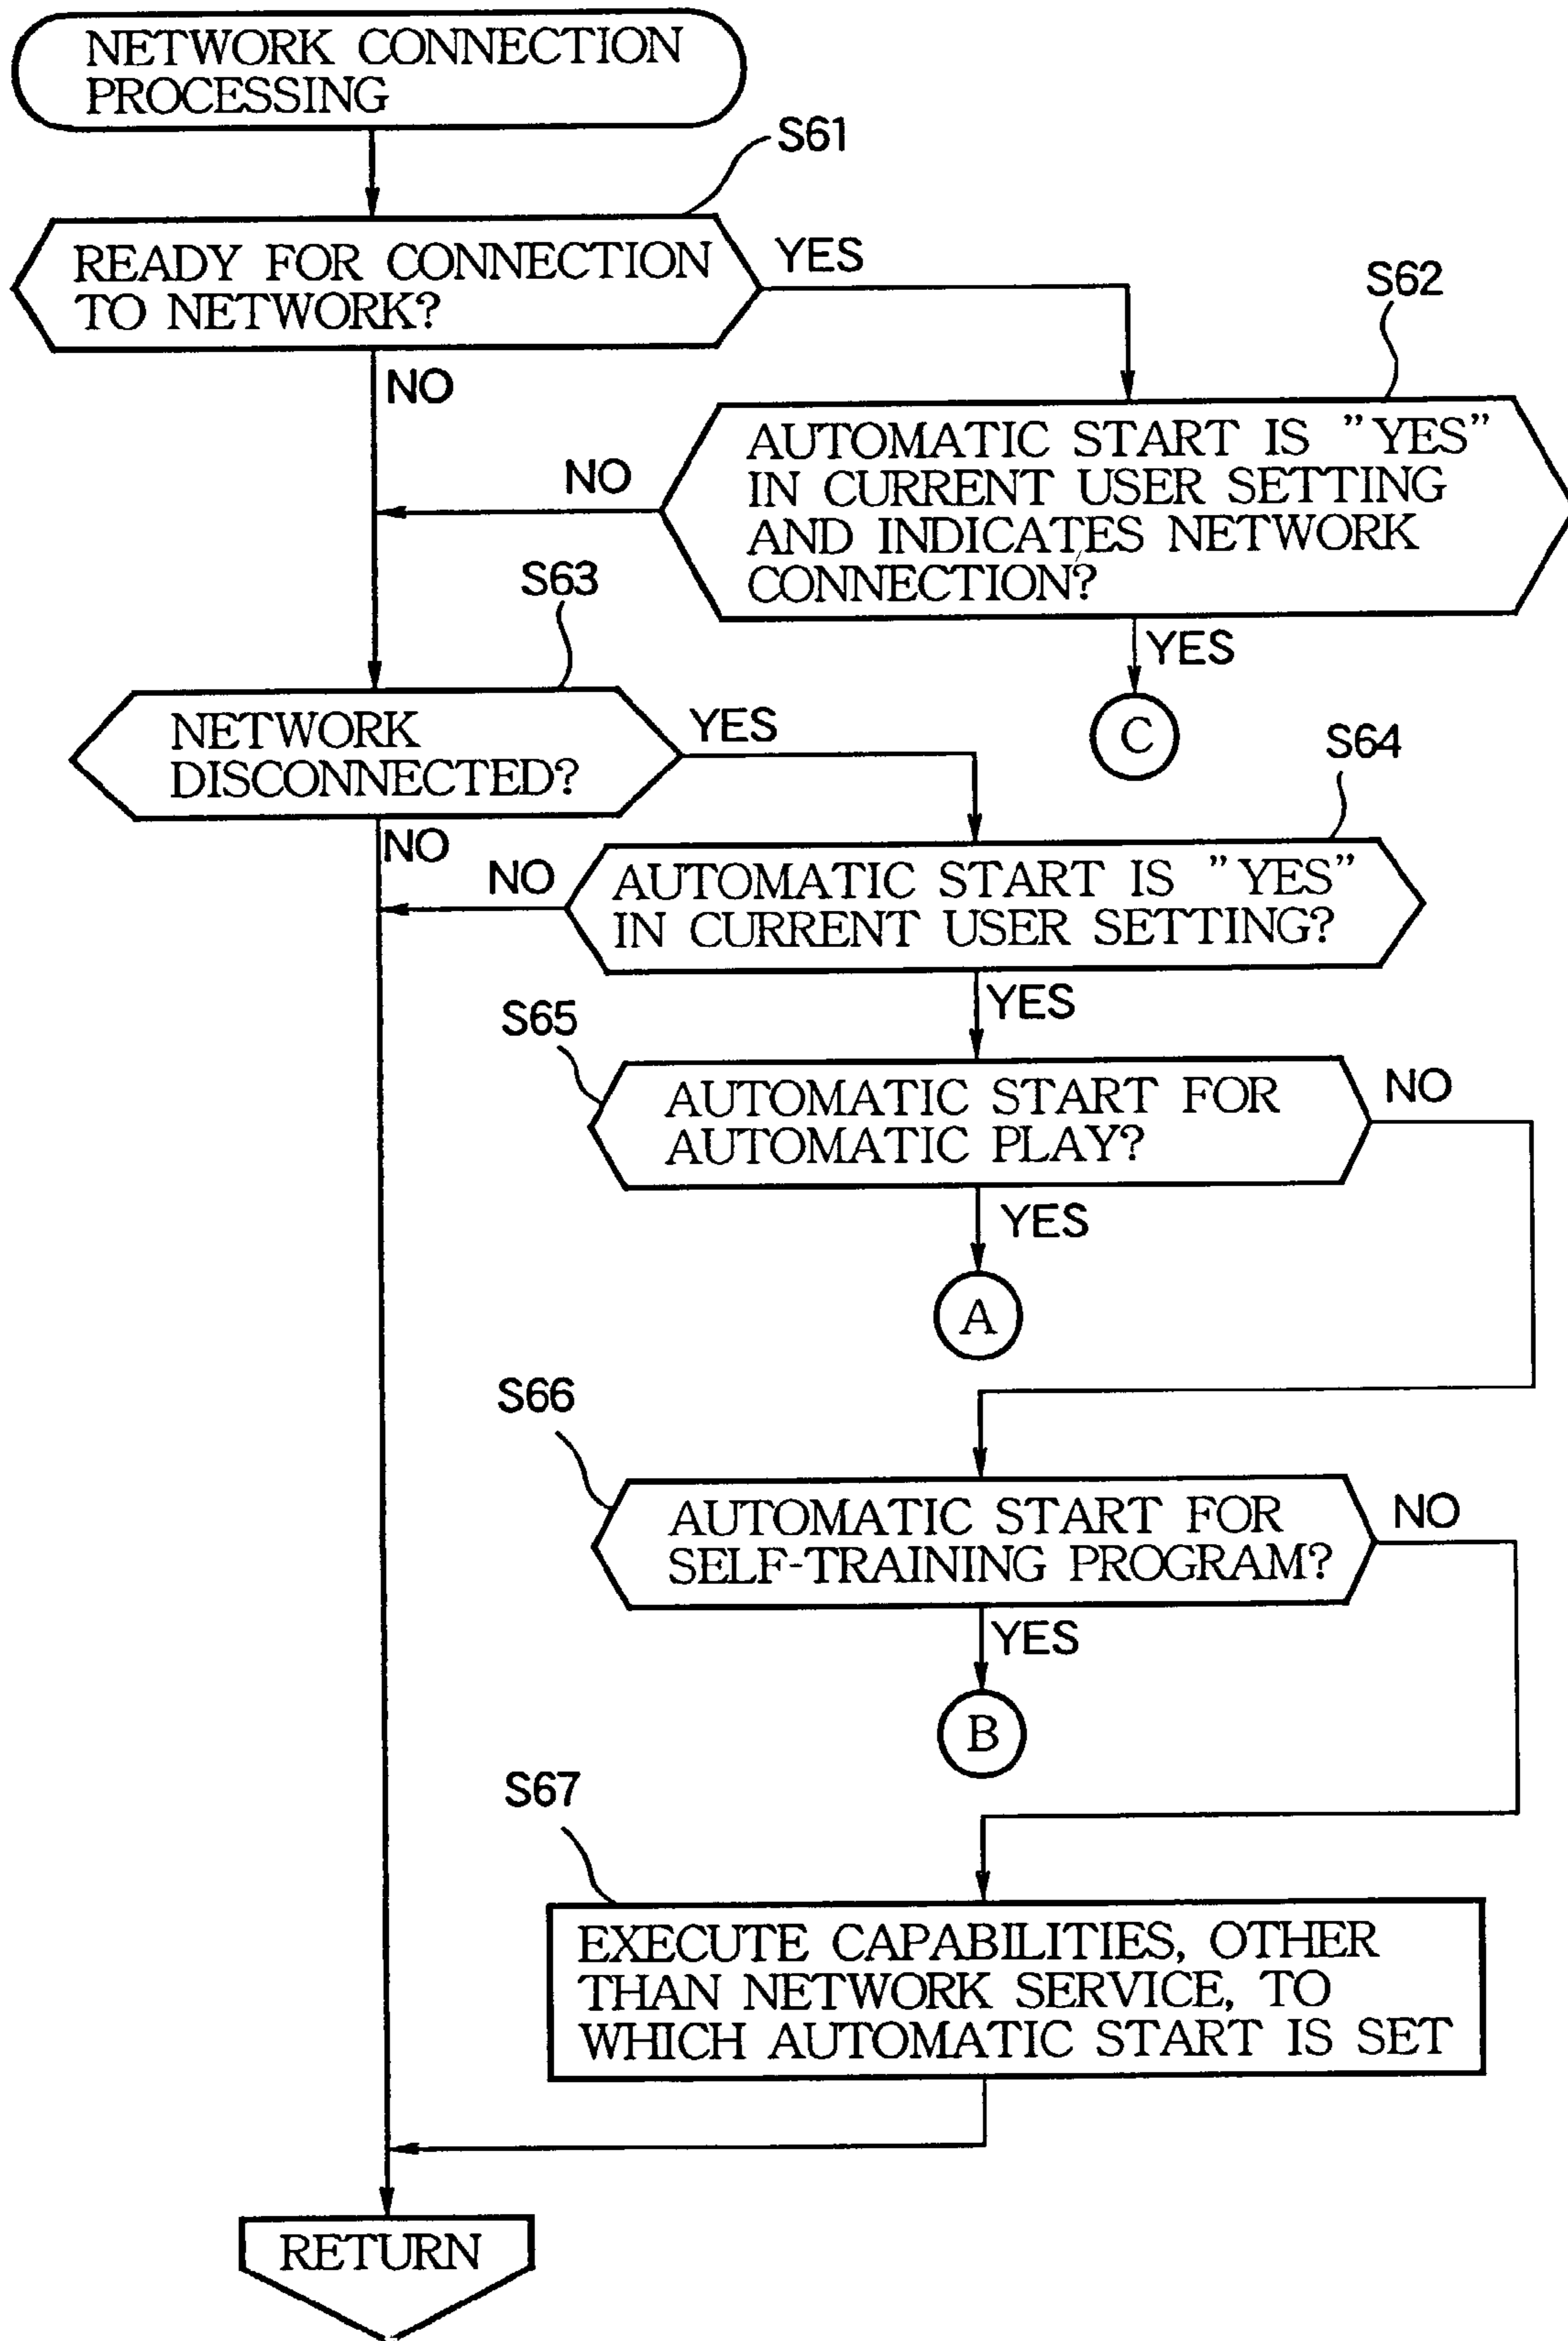 NETWORK CONNECTION
PROCESSING
S61
READY FOR CONNECTION
TO NETWORK?
YES
NO
S62
AUTOMATIC START IS ”YES”
IN CURRENT USER SETTING
AND INDICATES NETWORK
CONNECTION?
NO
YES
C
S63
NETWORK
DISCONNECTED?
YES
NO
S64
AUTOMATIC START IS ”YES”
IN CURRENT USER SETTING?
NO
YES
S65
AUTOMATIC START FOR
AUTOMATIC PLAY?
NO
YES
A
S66
AUTOMATIC START FOR
SELF-TRAINING PROGRAM?
NO
YES
B
S67
EXECUTE CAPABILITIES, OTHER
THAN NETWORK SERVICE, TO
WHICH AUTOMATIC START IS SET
RETURN